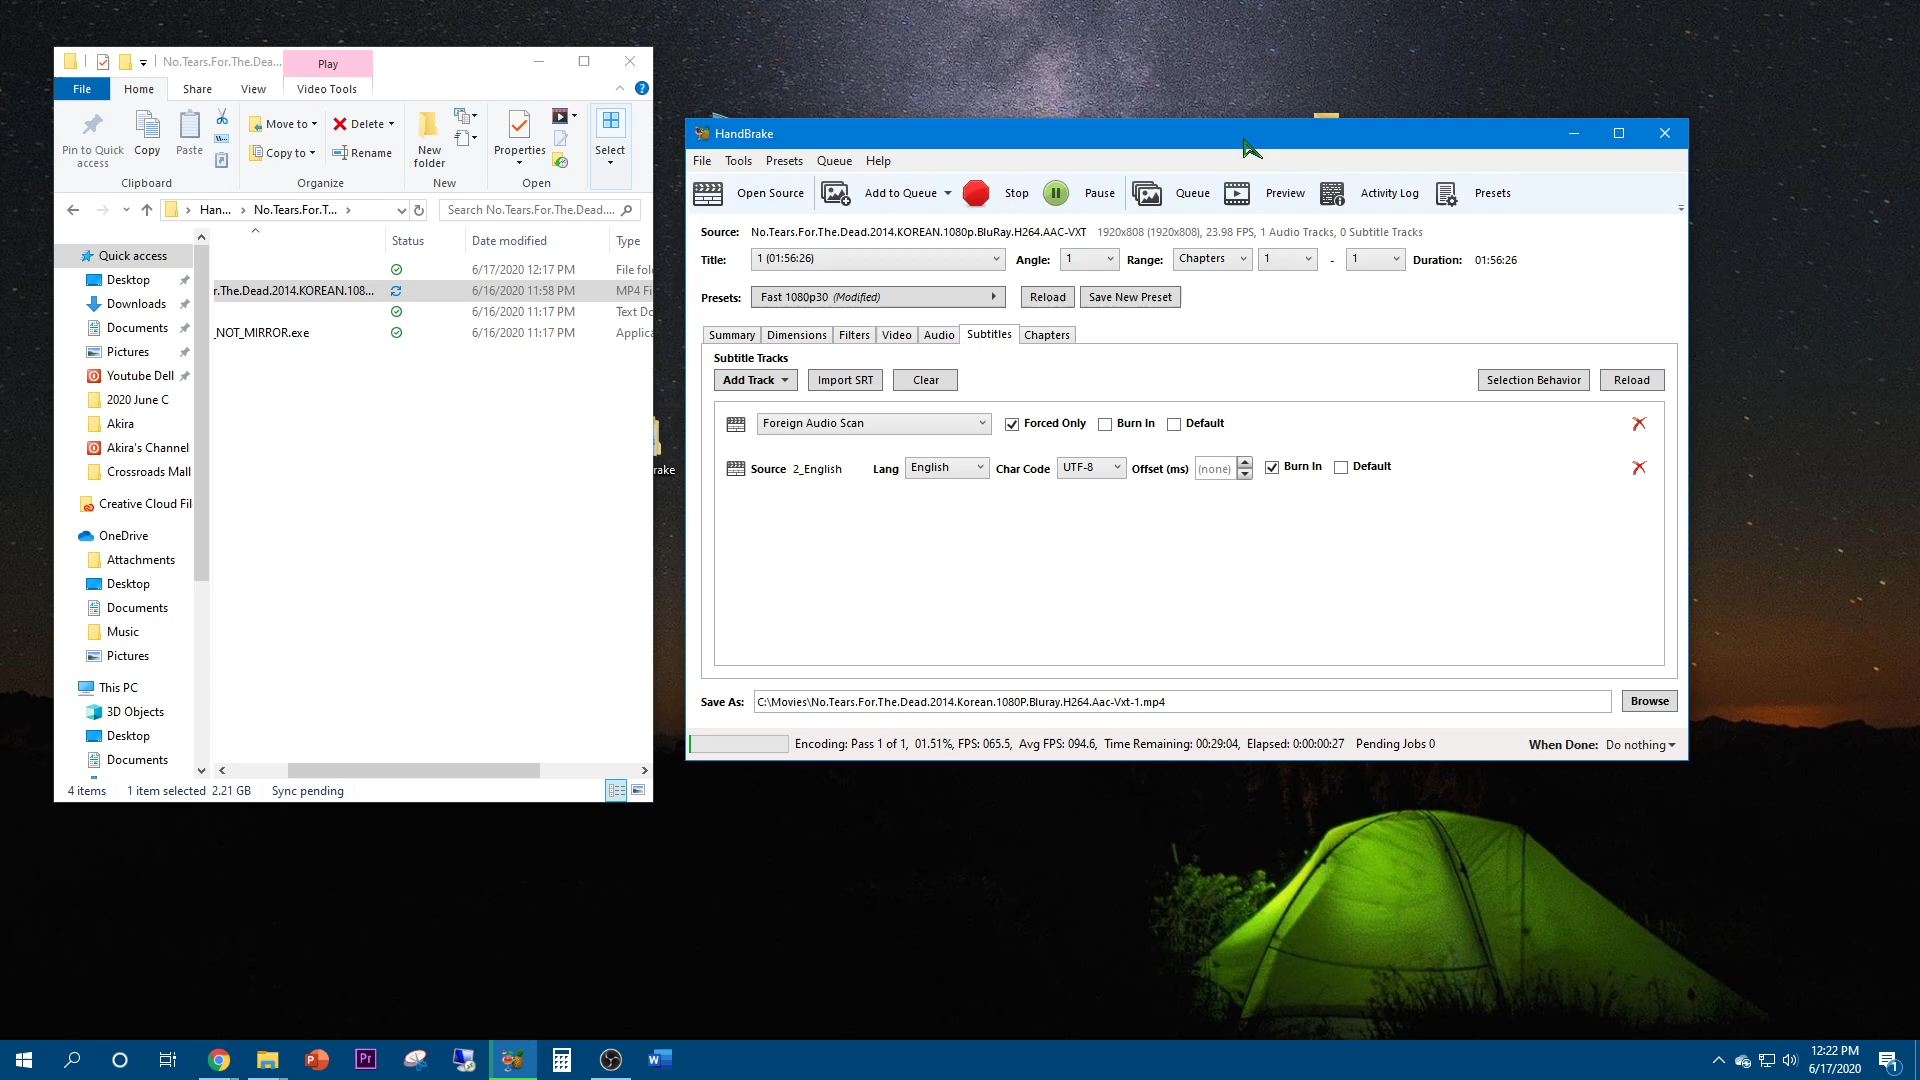 No.Tears.For.The.Dea...
Play
File
Home
Share
View
Video Tools
Pin to Quick access
Copy
Paste
Move to
Copy to
Delete
Rename
New folder
Properties
Select
Clipboard
Organize
New
Open
Han...
No.Tears.For.T...
Search No.Tears.For.The.Dead....
Status
Date modified
Type
6/17/2020 12:17 PM
File fol
r.The.Dead.2014.KOREAN.108...
6/16/2020 11:58 PM
MP4 Fi
6/16/2020 11:17 PM
Text Do
_NOT_MIRROR.exe
6/16/2020 11:17 PM
Applica
Quick access
Desktop
Downloads
Documents
Pictures
Youtube Dell
2020 June C
Akira
Akira's Channel
Crossroads Mall
Creative Cloud Fil
OneDrive
Attachments
Desktop
Documents
Music
Pictures
This PC
3D Objects
Desktop
Documents
4 items
1 item selected 2.21 GB
Sync pending
rake
HandBrake
File
Tools
Presets
Queue
Help
Open Source
Add to Queue
Stop
Pause
Queue
Preview
Activity Log
Presets
Source: No.Tears.For.The.Dead.2014.KOREAN.1080p.BluRay.H264.AAC-VXT 1920x808 (1920x808), 23.98 FPS, 1 Audio Tracks, 0 Subtitle Tracks
Title: 1 (01:56:26) Angle: 1 Range: Chapters 1 - 1 Duration: 01:56:26
Presets: Fast 1080p30 (Modified) Reload Save New Preset
Summary
Dimensions
Filters
Video
Audio
Subtitles
Chapters
Subtitle Tracks
Add Track
Import SRT
Clear
Selection Behavior
Reload
Foreign Audio Scan Forced Only Burn In Default
Source 2_English Lang English Char Code UTF-8 Offset (ms) (none) Burn In Default
Save As: C:\Movies\No.Tears.For.The.Dead.2014.Korean.1080P.Bluray.H264.Aac-Vxt-1.mp4 Browse
Encoding: Pass 1 of 1, 01.51%, FPS: 065.5, Avg FPS: 094.6, Time Remaining: 00:29:04, Elapsed: 0:00:00:27 Pending Jobs 0
When Done: Do nothing
Pr
12:22 PM
6/17/2020
1